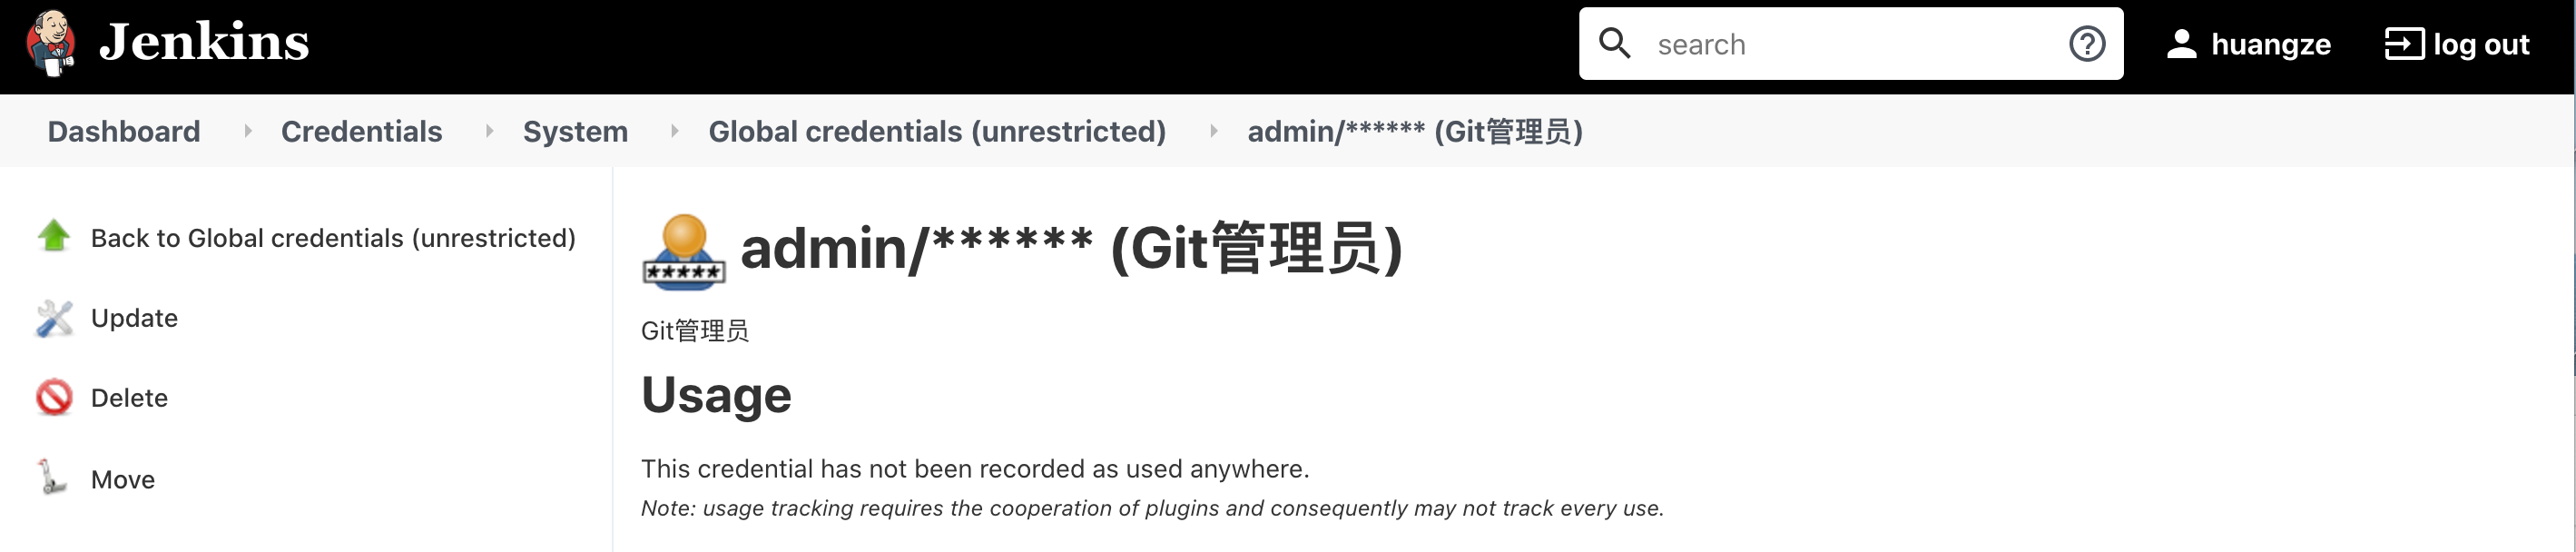 Jenkins
search
huangze
log out
Dashboard
Credentials
System
Global credentials (unrestricted)
admin/****** (Git管理员)
Back to Global credentials (unrestricted)
Update
Delete
Move
*****
admin/****** (Git管理员)
Git管理员
Usage
This credential has not been recorded as used anywhere.
Note: usage tracking requires the cooperation of plugins and consequently may not track every use.